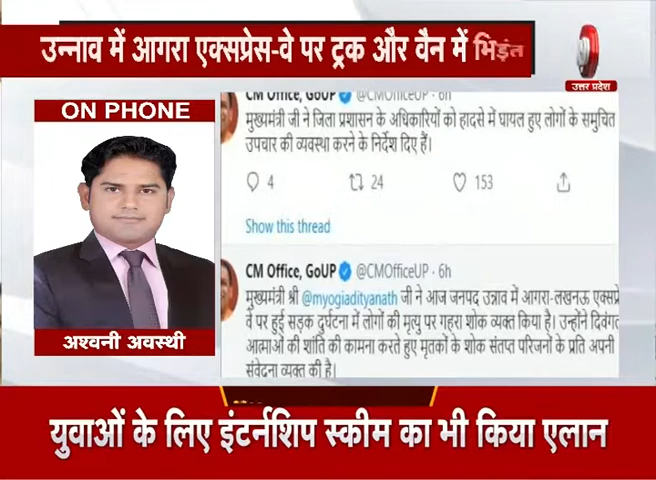 उन्नाव में आगरा एक्सप्रेस-वे पर ट्रक और वैन में भिड़ंत
उत्तर प्रदेश
ON PHONE
अश्वनी अवस्थी
CM Office, GoUP @CMOfficeUP · 6h
मुख्यमंत्री जी ने जिला प्रशासन के अधिकारियों को हादसे में घायल हुए लोगों के समुचित
उपचार की व्यवस्था करने के निर्देश दिए हैं।
4 24 153
Show this thread
CM Office, GoUP @CMOfficeUP · 6h
मुख्यमंत्री श्री @myogiadityanath जी ने आज जनपद उन्नाव में आगरा-लखनऊ एक्सप्रे
वे पर हुई सड़क दुर्घटना में लोगों की मृत्यु पर गहरा शोक व्यक्त किया है। उन्होंने दिवंगत
आत्माओं की शांति की कामना करते हुए मृतकों के शोक संतप्त परिजनों के प्रति अपनी
संवेदना व्यक्त की है।
युवाओं के लिए इंटर्नशिप स्कीम का भी किया एलान